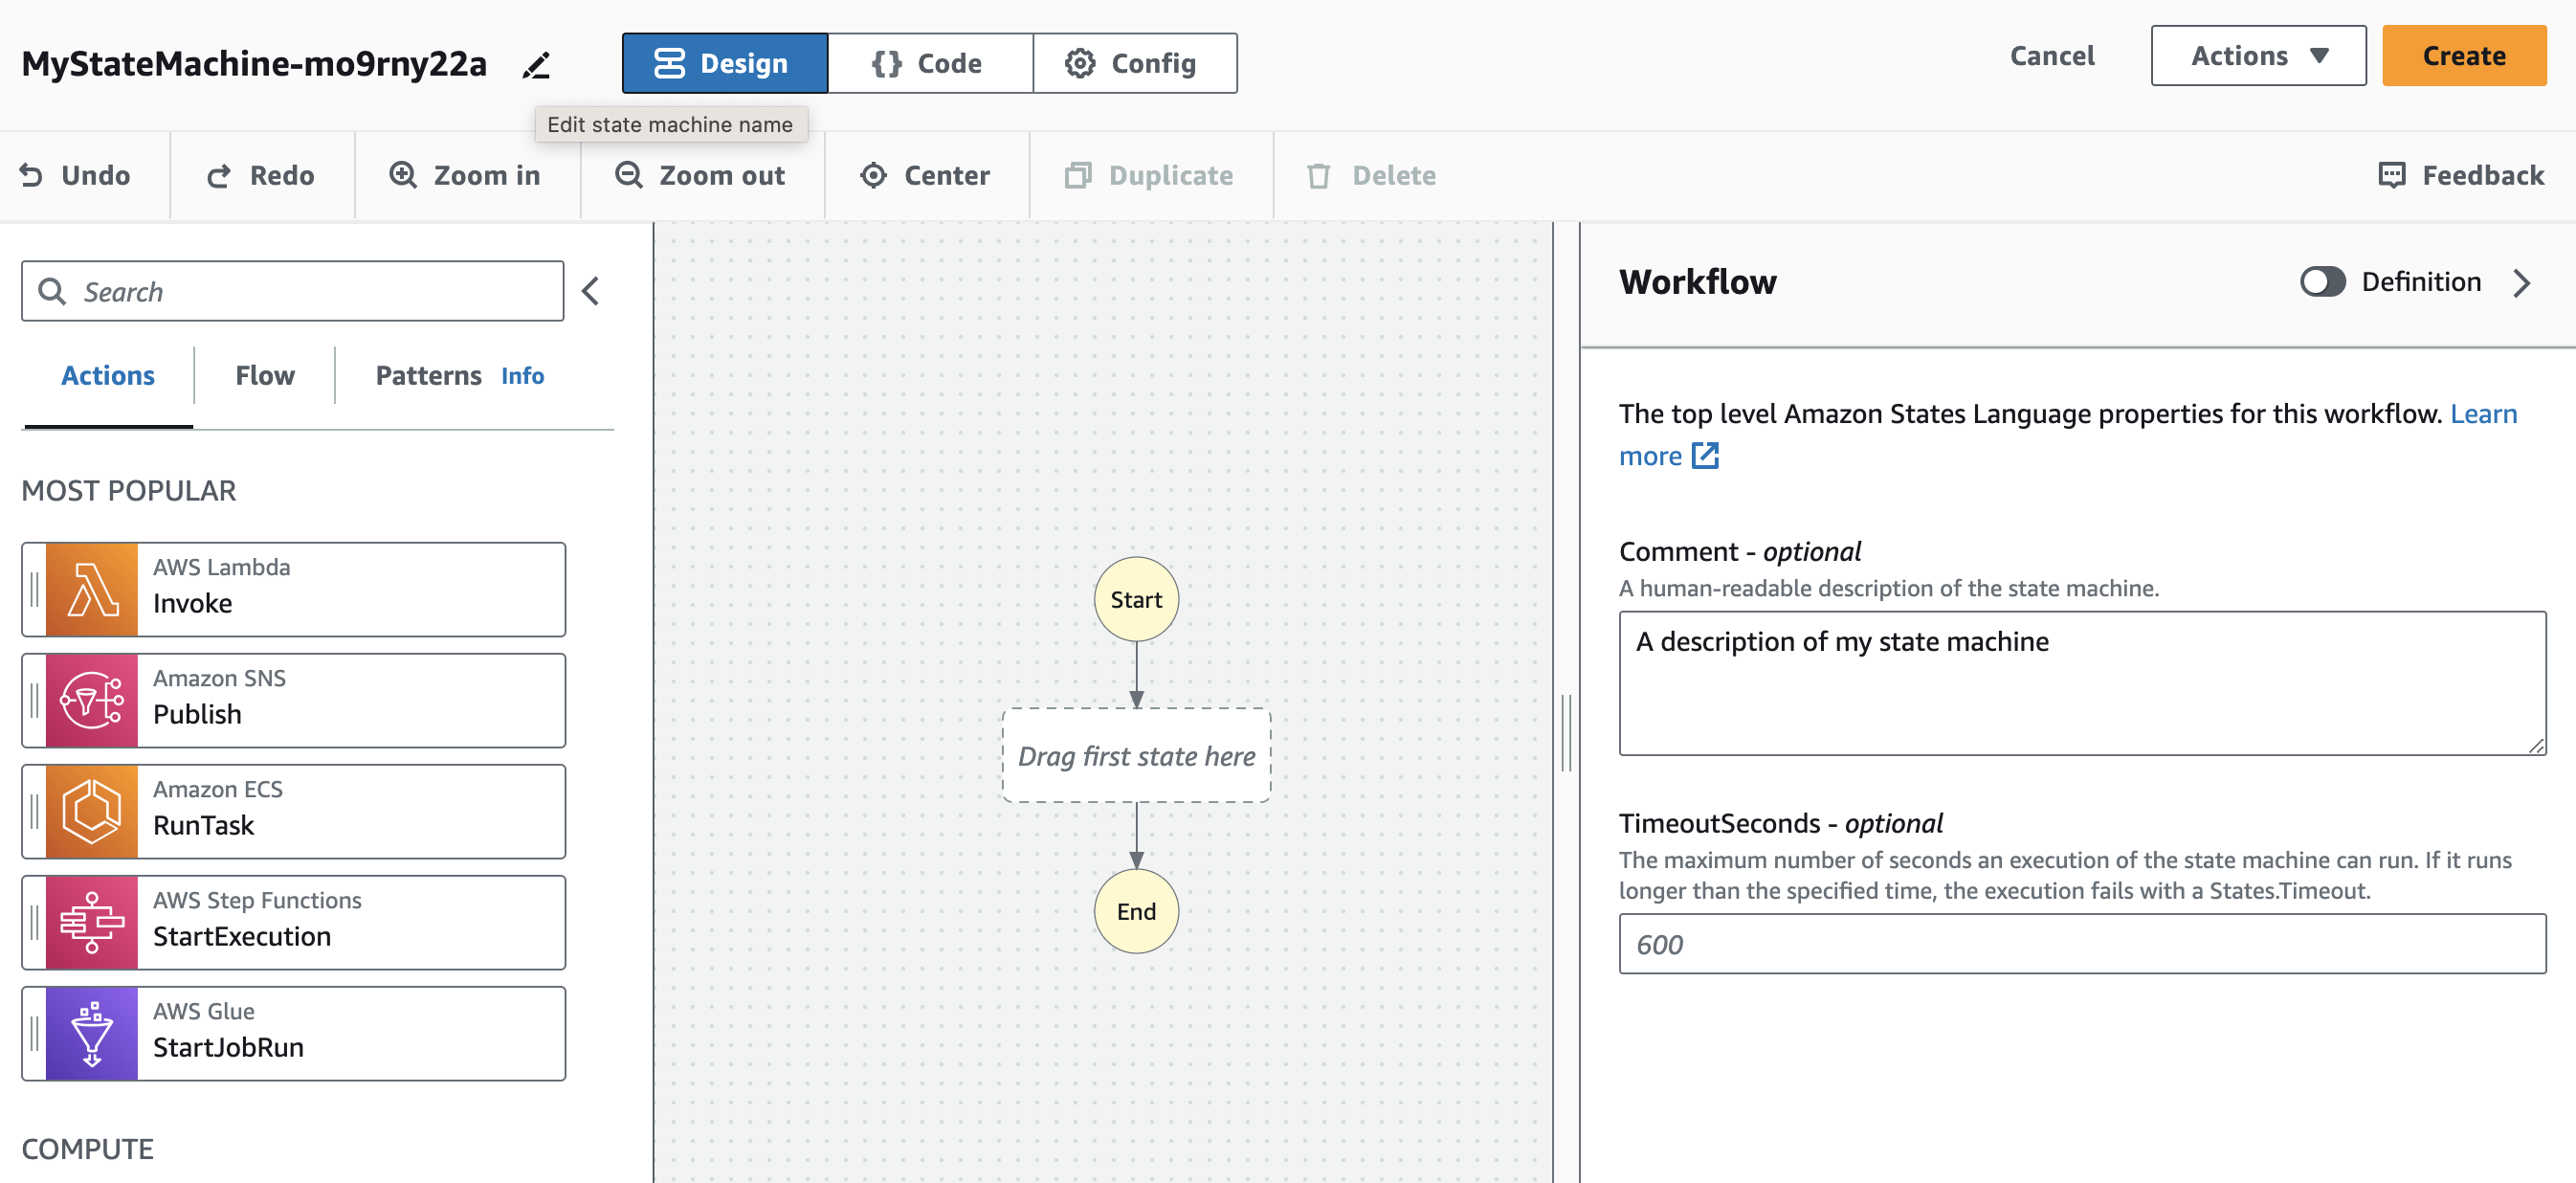 MyStateMachine-mo9rny22a
Design
{} Code
Config
Cancel
Actions
Create
Edit state machine name
Undo
Redo
Zoom in
Zoom out
Center
Duplicate
Delete
Feedback
Search
Actions
Flow
Patterns Info
MOST POPULAR
AWS Lambda
Invoke
Amazon SNS
Publish
Amazon ECS
RunTask
AWS Step Functions
StartExecution
AWS Glue
StartJobRun
COMPUTE
Start
Drag first state here
End
Workflow
Definition
The top level Amazon States Language properties for this workflow. Learn
more
Comment - optional
A human-readable description of the state machine.
A description of my state machine
TimeoutSeconds - optional
The maximum number of seconds an execution of the state machine can run. If it runs
longer than the specified time, the execution fails with a States.Timeout.
600